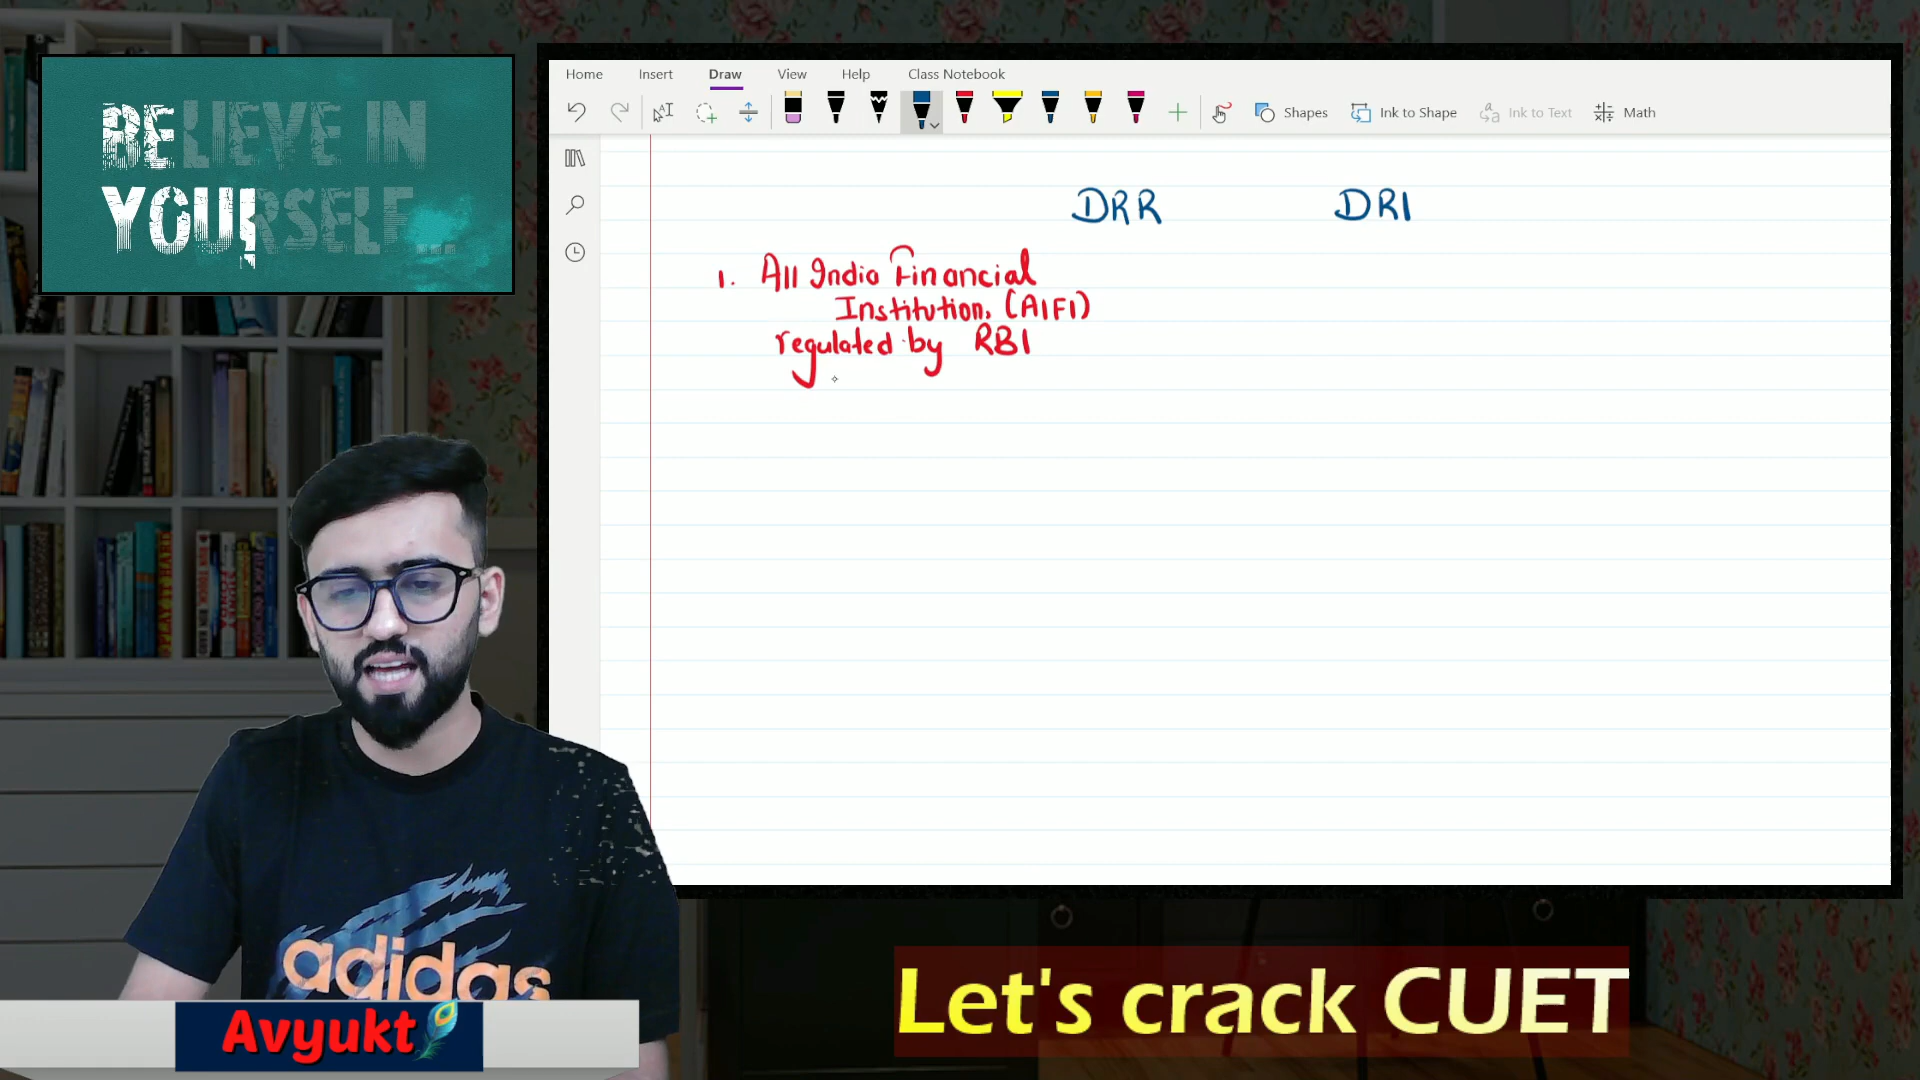 BELIEVE IN
YOURSELF...
Home Insert Draw View Help Class Notebook
Shapes Ink to Shape Ink to Text Math
DRR DRI
1. All India Financial
Institution. (AIFI)
regulated by RBI
adidas
Avyukt
Let's crack CUET